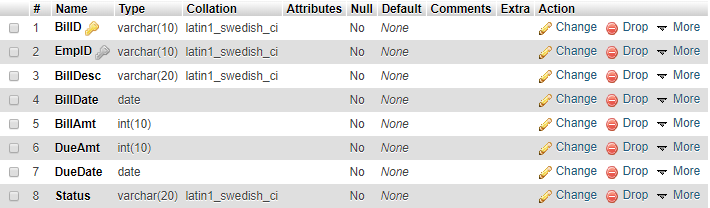 # Name Type Collation Attributes Null Default Comments Extra Action
1 BillD varchar(10) latin1_swedish_ci No None Change Drop More
2 EmpID varchar(10) latin1_swedish_ci No None Change Drop More
3 BillDesc varchar(20) latin1_swedish_ci No None Change Drop More
4 BillDate date No None Change Drop More
5 BillAmt int(10) No None Change Drop More
6 DueAmt int(10) No None Change Drop More
7 DueDate date No None Change Drop More
8 Status varchar(20) latin1_swedish_ci No None Change Drop More